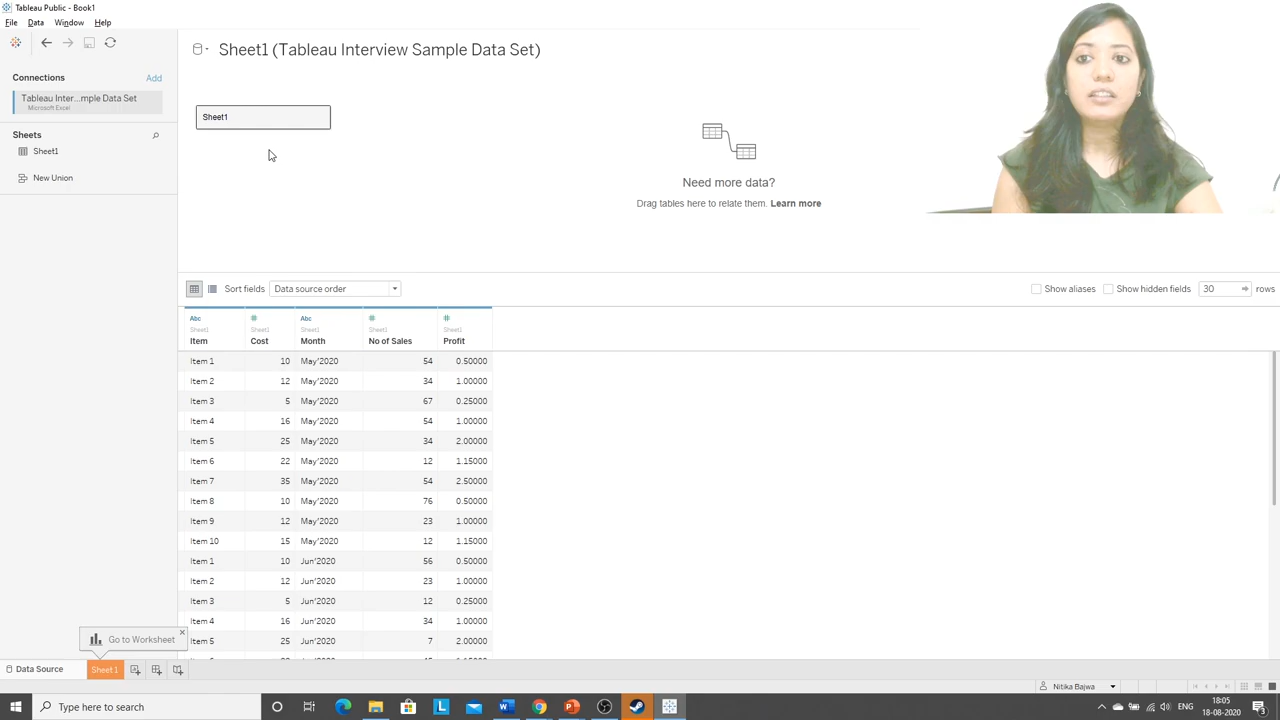 Tableau Public - Book1
File Data Window Help
Connections Add
Tableau Inter...mple Data Set
Microsoft Excel
Sheets
Sheet1
New Union
Sheet1 (Tableau Interview Sample Data Set)
Sheet1
Need more data?
Drag tables here to relate them. Learn more
Sort fields Data source order Show aliases Show hidden fields 30 rows
Abc # Abc # #
Sheet1 Sheet1 Sheet1 Sheet1 Sheet1
Item Cost Month No of Sales Profit
Item 1 10 May'2020 54 0.50000
Item 2 12 May'2020 34 1.00000
Item 3 5 May'2020 67 0.25000
Item 4 16 May'2020 54 1.00000
Item 5 25 May'2020 34 2.00000
Item 6 22 May'2020 12 1.15000
Item 7 35 May'2020 54 2.50000
Item 8 10 May'2020 76 0.50000
Item 9 12 May'2020 23 1.00000
Item 10 15 May'2020 12 1.15000
Item 1 10 Jun'2020 56 0.50000
Item 2 12 Jun'2020 23 1.00000
Item 3 5 Jun'2020 12 0.25000
Item 4 16 Jun'2020 34 1.00000
Item 5 25 Jun'2020 7 2.00000
Go to Worksheet
Data Source Sheet 1
Nitika Bajwa
Type here to search
18:05
18-08-2020